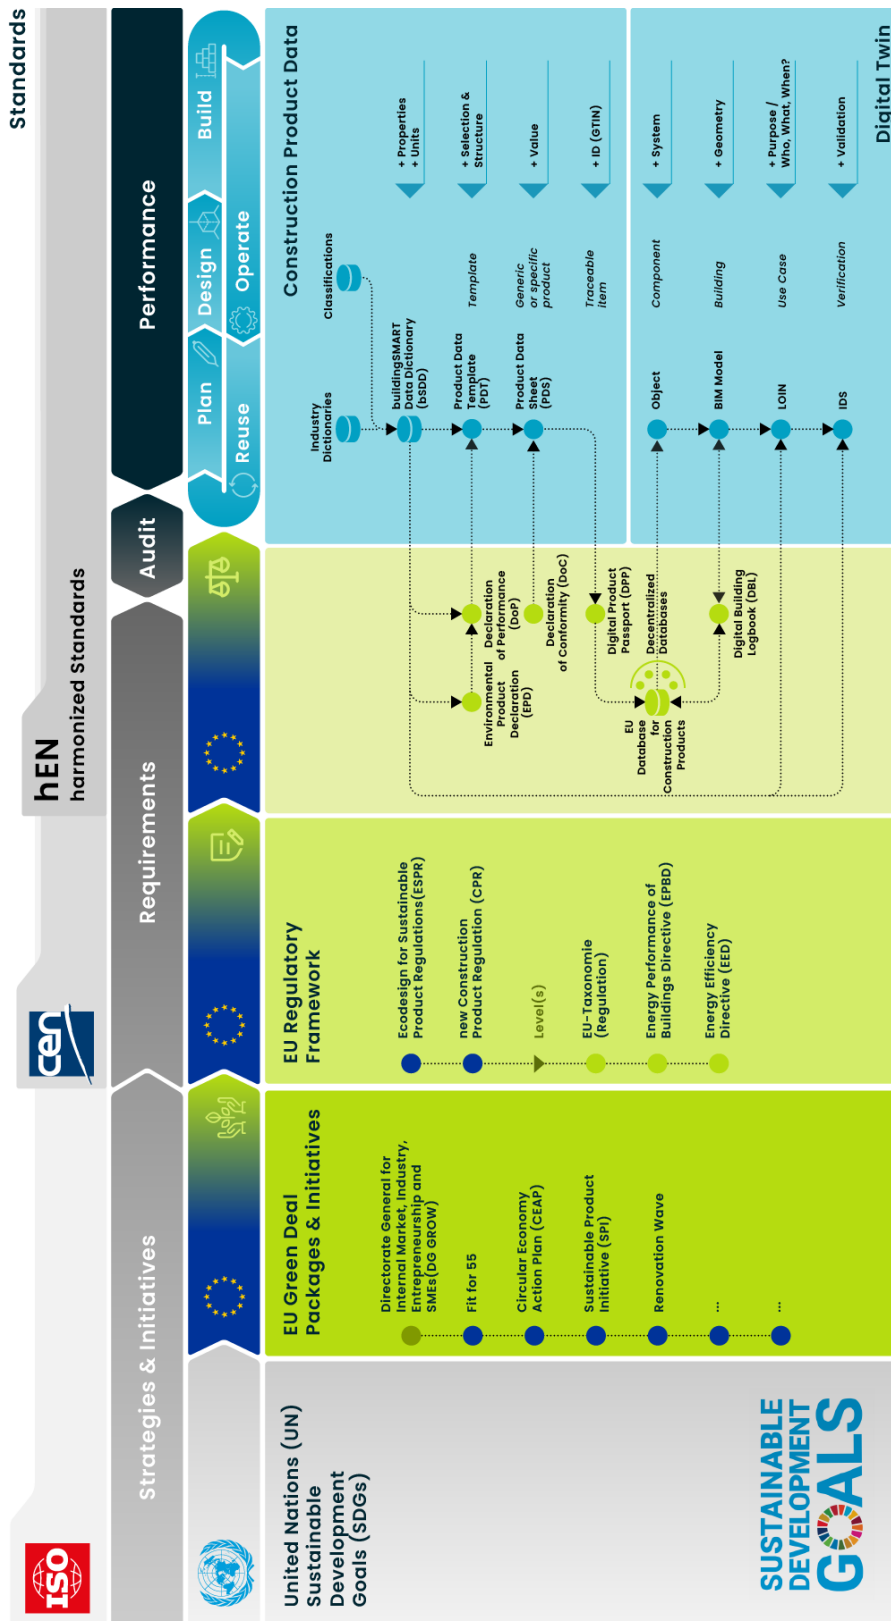 Standards
ISO
cen
hEN
harmonized Standards
Strategies & Initiatives
Requirements
Audit
Performance
Plan
Design
Build
Reuse
Operate
United Nations (UN)
Sustainable
Development
Goals (SDGs)
SUSTAINABLE
DEVELOPMENT
GOALS
EU Green Deal
Packages & Initiatives
Directorate General for
Internal Market, Industry,
Entrepreneurship and
SMEs(DG GROW)
Fit for 55
Circular Economy
Action Plan (CEAP)
Sustainable Product
Initiative (SPI)
Renovation Wave
...
...
EU Regulatory
Framework
Ecodesign for Sustainable
Product Regulations(ESPR)
new Construction
Product Regulation (CPR)
Level(s)
EU-Taxonomie
(Regulation)
Energy Performance of
Buildings Directive (EPBD)
Energy Efficiency
Directive (EED)
Environmental
Product
Declaration
(EPD)
Declaration
of Performance
(DoP)
Declaration
of Conformity (DoC)
Digital Product
Passport (DPP)
EU
Database
for
Construction
Products
Decentralized
Databases
Digital Building
Logbook (DBL)
Construction Product Data
Industry
Dictionaries
Classifications
buildingSMART
Data Dictionary
(bSDD)
+ Properties
+ Units
Product Data
Template
(PDT)
Template
+ Selection &
Structure
Product Data
Sheet (PDS)
Generic
or specific
product
+ Value
Traceable
item
+ ID (GTIN)
Object
Component
+ System
BIM Model
Building
+ Geometry
LOIN
Use Case
+ Purpose /
Who, What, When?
IDS
Verification
+ Validation
Digital Twin